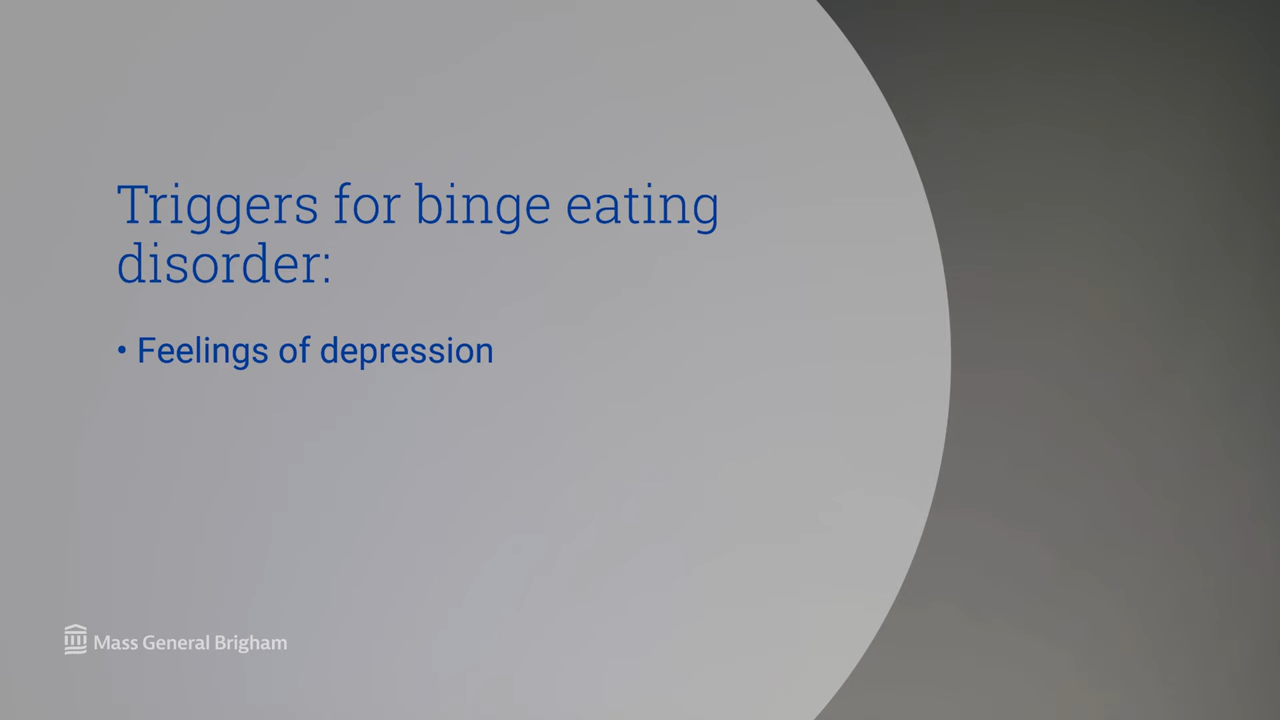 Triggers for binge eating
disorder:
• Feelings of depression
Mass General Brigham